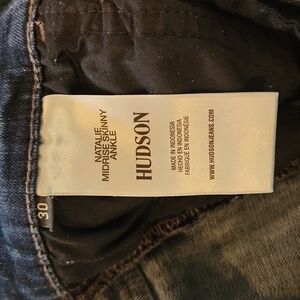 NATALIE
MIDRISE SKINNY
ANKLE
HUDSON
MADE IN INDONESIA
HECHO EN INDONESIA
FABRIQUÉ EN INDONÉSIE
WWW.HUDSONJEANS.COM
30